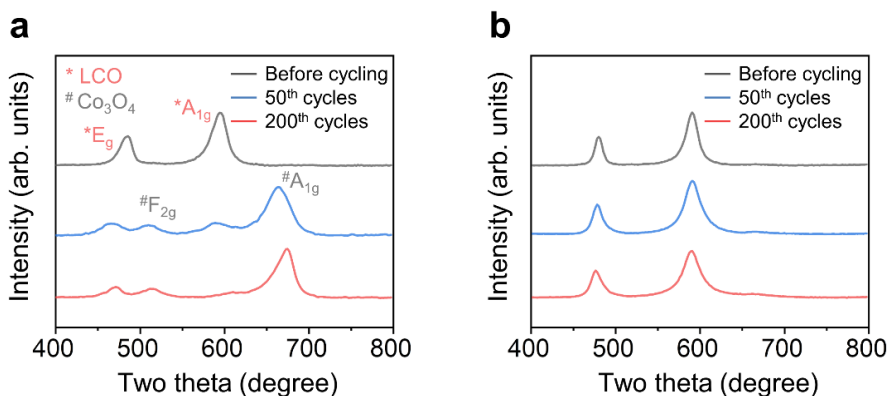 a
* LCO
# Co₃O₄
*E_g
*A₁g
Before cycling
50th cycles
200th cycles
#F₂g
#A₁g
Intensity (arb. units)
400 500 600 700 800
Two theta (degree)
b
Before cycling
50th cycles
200th cycles
Intensity (arb. units)
400 500 600 700 800
Two theta (degree)